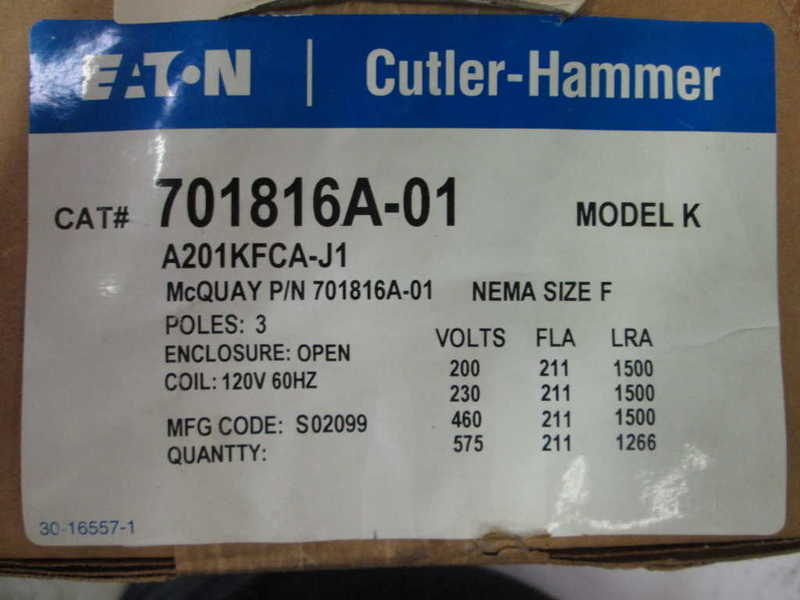 EATON | Cutler-Hammer
CAT# 701816A-01 MODEL K
A201KFCA-J1
McQUAY P/N 701816A-01 NEMA SIZE F
POLES: 3
ENCLOSURE: OPEN
COIL: 120V 60HZ
MFG CODE: S02099
QUANTTY:
VOLTS FLA LRA
200 211 1500
230 211 1500
460 211 1500
575 211 1266
30-16557-1